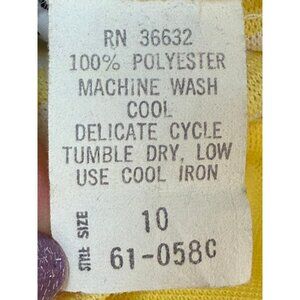 RN 36632
100% POLYESTER
MACHINE WASH
COOL
DELICATE CYCLE
TUMBLE DRY, LOW
USE COOL IRON
SIZE 10
STYLE 61-058C